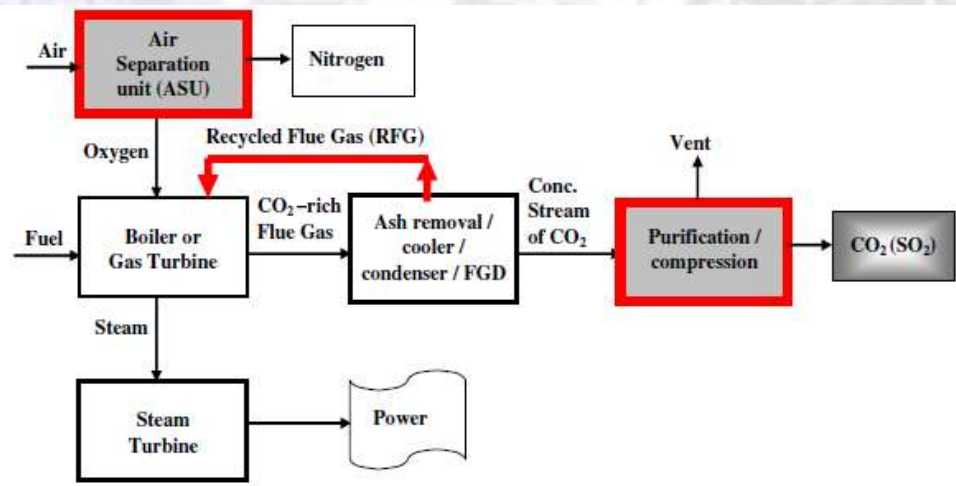 Air
Air
Separation
unit (ASU)
Nitrogen
Oxygen
Recycled Flue Gas (RFG)
Vent
Fuel
Boiler or
Gas Turbine
CO₂–rich
Flue Gas
Ash removal /
cooler /
condenser / FGD
Conc.
Stream
of CO₂
Purification /
compression
CO₂ (SO₂)
Steam
Steam
Turbine
Power